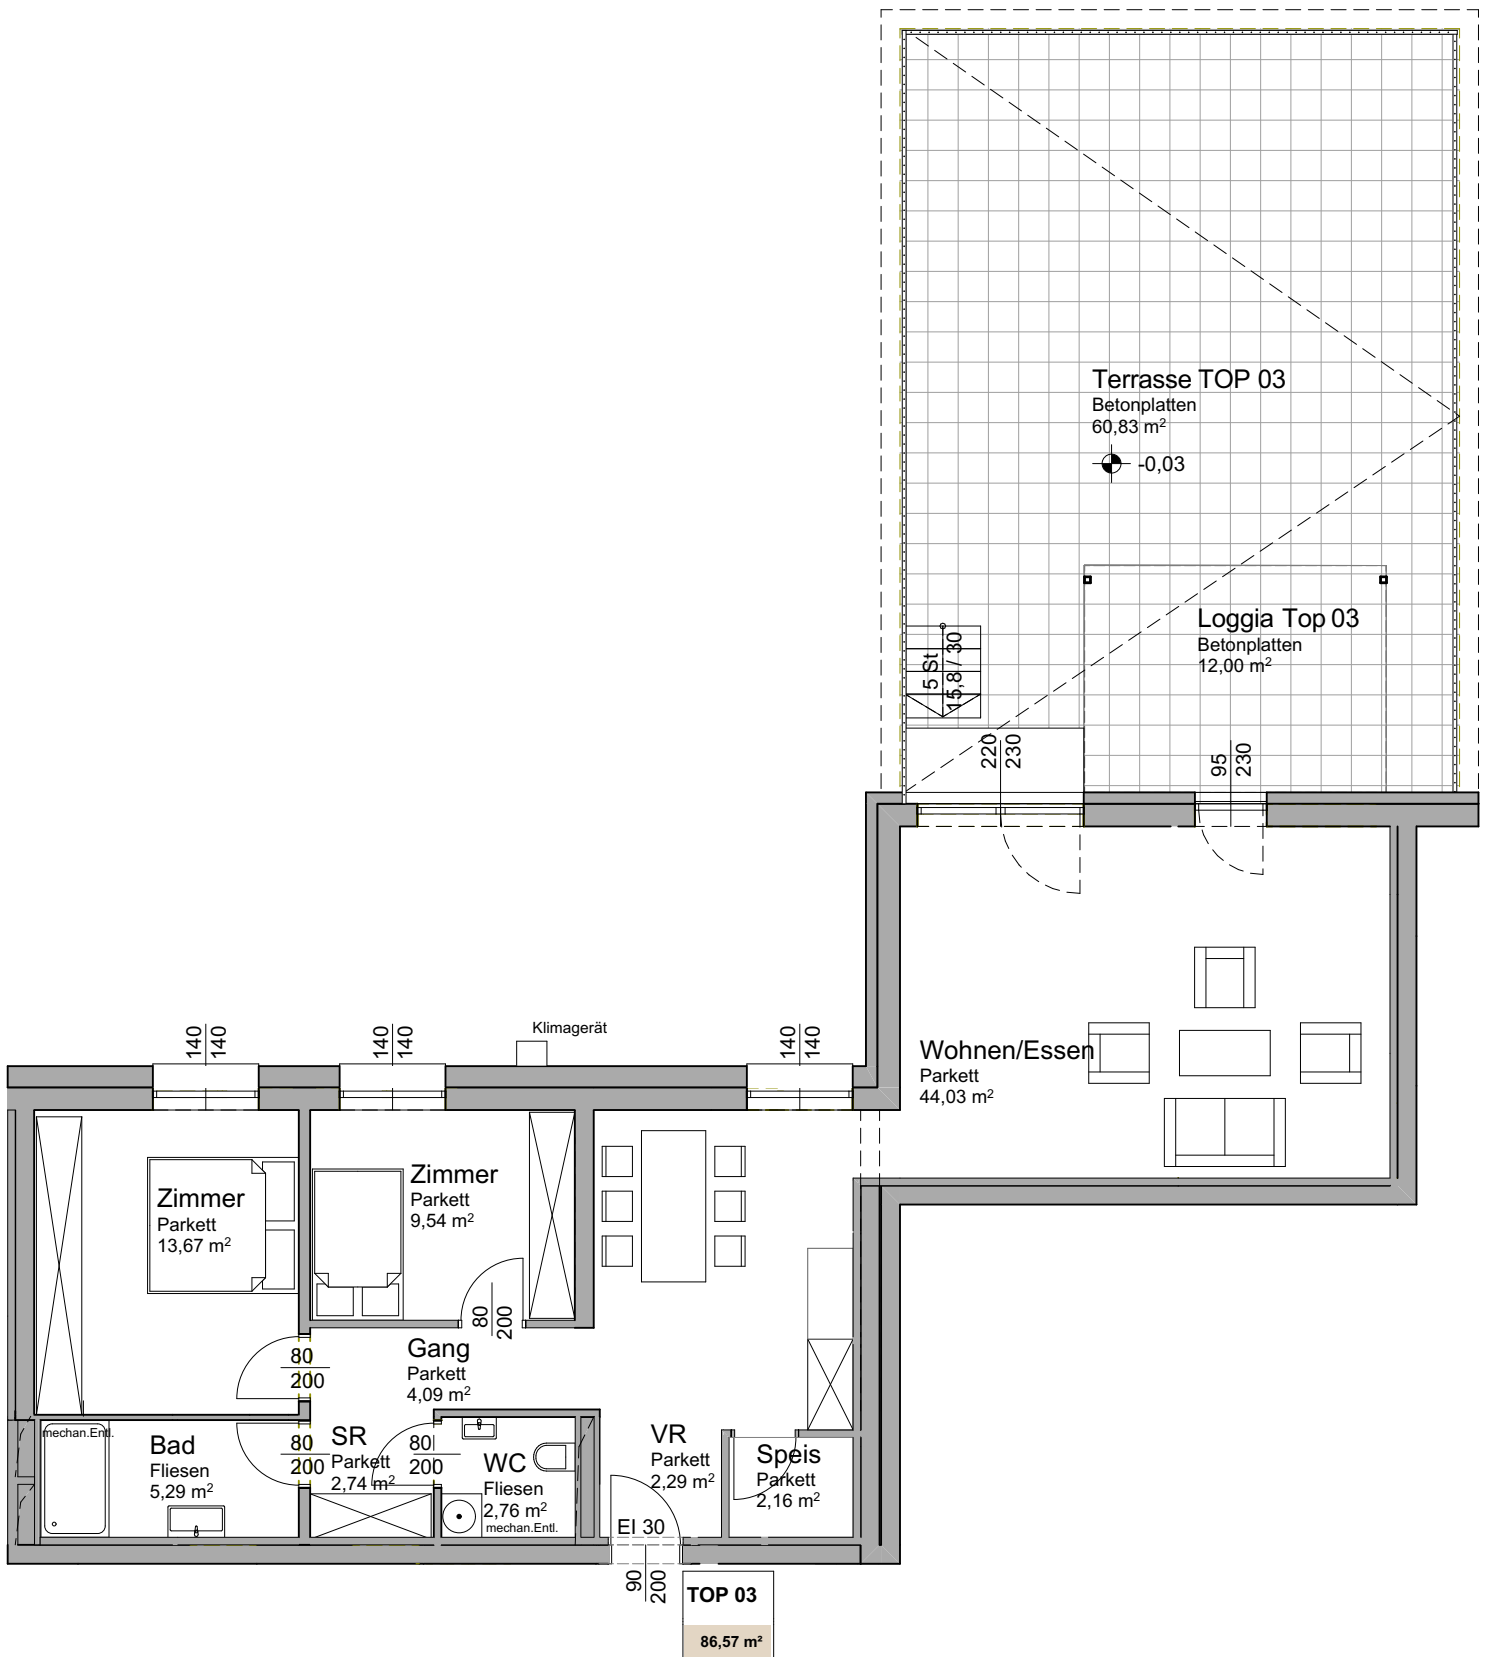 Terrasse TOP 03
Betonplatten
60,83 m²
-0,03
Loggia Top 03
Betonplatten
12,00 m²
5 St
15,8 / 30
220
230
95
230
Klimagerät
140
140
140
140
140
140
Wohnen/Essen
Parkett
44,03 m²
Zimmer
Parkett
13,67 m²
Zimmer
Parkett
9,54 m²
80
200
Gang
Parkett
4,09 m²
80
200
mechan.Entl.
Bad
Fliesen
5,29 m²
80
200
SR
Parkett
2,74 m²
80
200
WC
Fliesen
2,76 m²
mechan.Entl.
VR
Parkett
2,29 m²
Speis
Parkett
2,16 m²
EI 30
90
200
TOP 03
86,57 m²